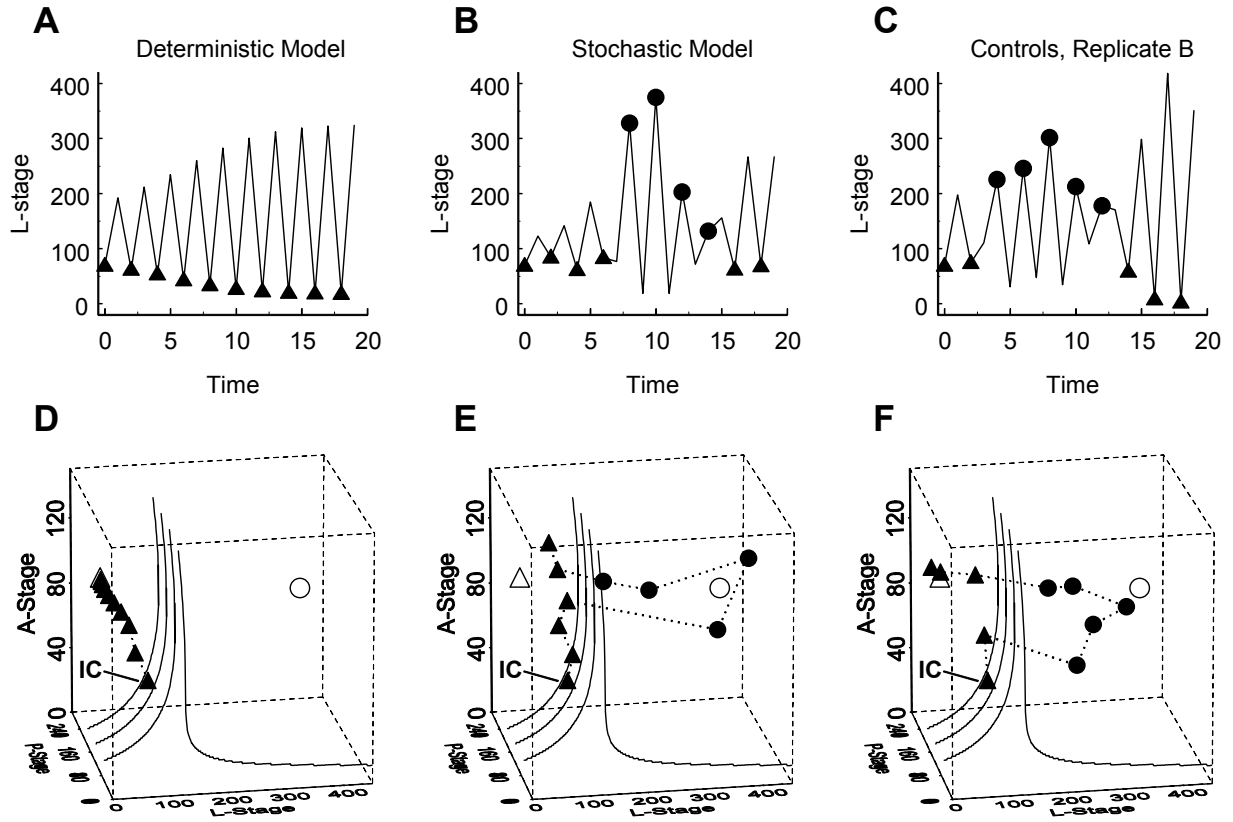 A
Deterministic Model
L-stage
400
300
200
100
0
0 5 10 15 20
Time
B
Stochastic Model
L-stage
400
300
200
100
0
0 5 10 15 20
Time
C
Controls, Replicate B
L-stage
400
300
200
100
0
0 5 10 15 20
Time
D
A-Stage
120
80
40
0
IC
P-Stage
240
160
80
0
0 100 200 300 400
L-Stage
E
A-Stage
120
80
40
0
IC
P-Stage
240
160
80
0
0 100 200 300 400
L-Stage
F
A-Stage
120
80
40
0
IC
P-Stage
240
160
80
0
0 100 200 300 400
L-Stage